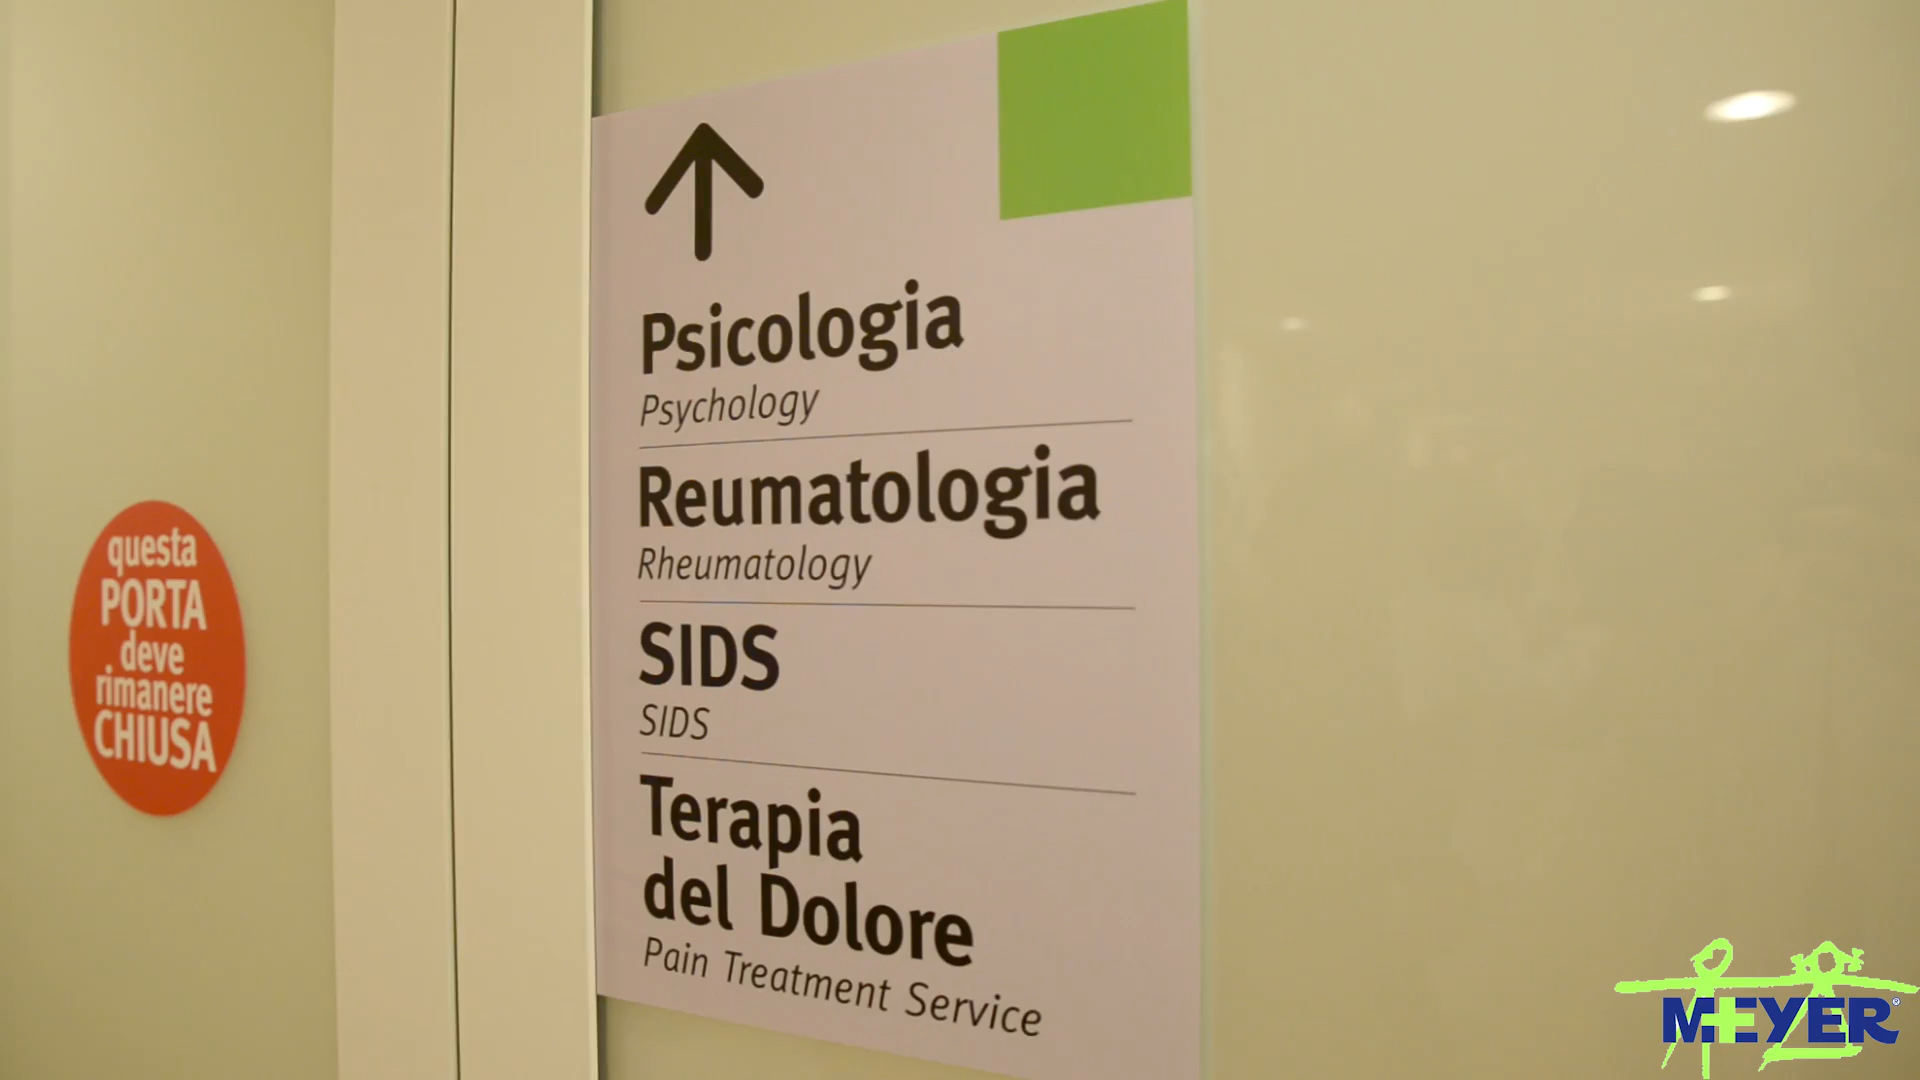 questa
PORTA
deve
rimanere
CHIUSA
Psicologia
Psychology
Reumatologia
Rheumatology
SIDS
SIDS
Terapia
del Dolore
Pain Treatment Service
MEYER®